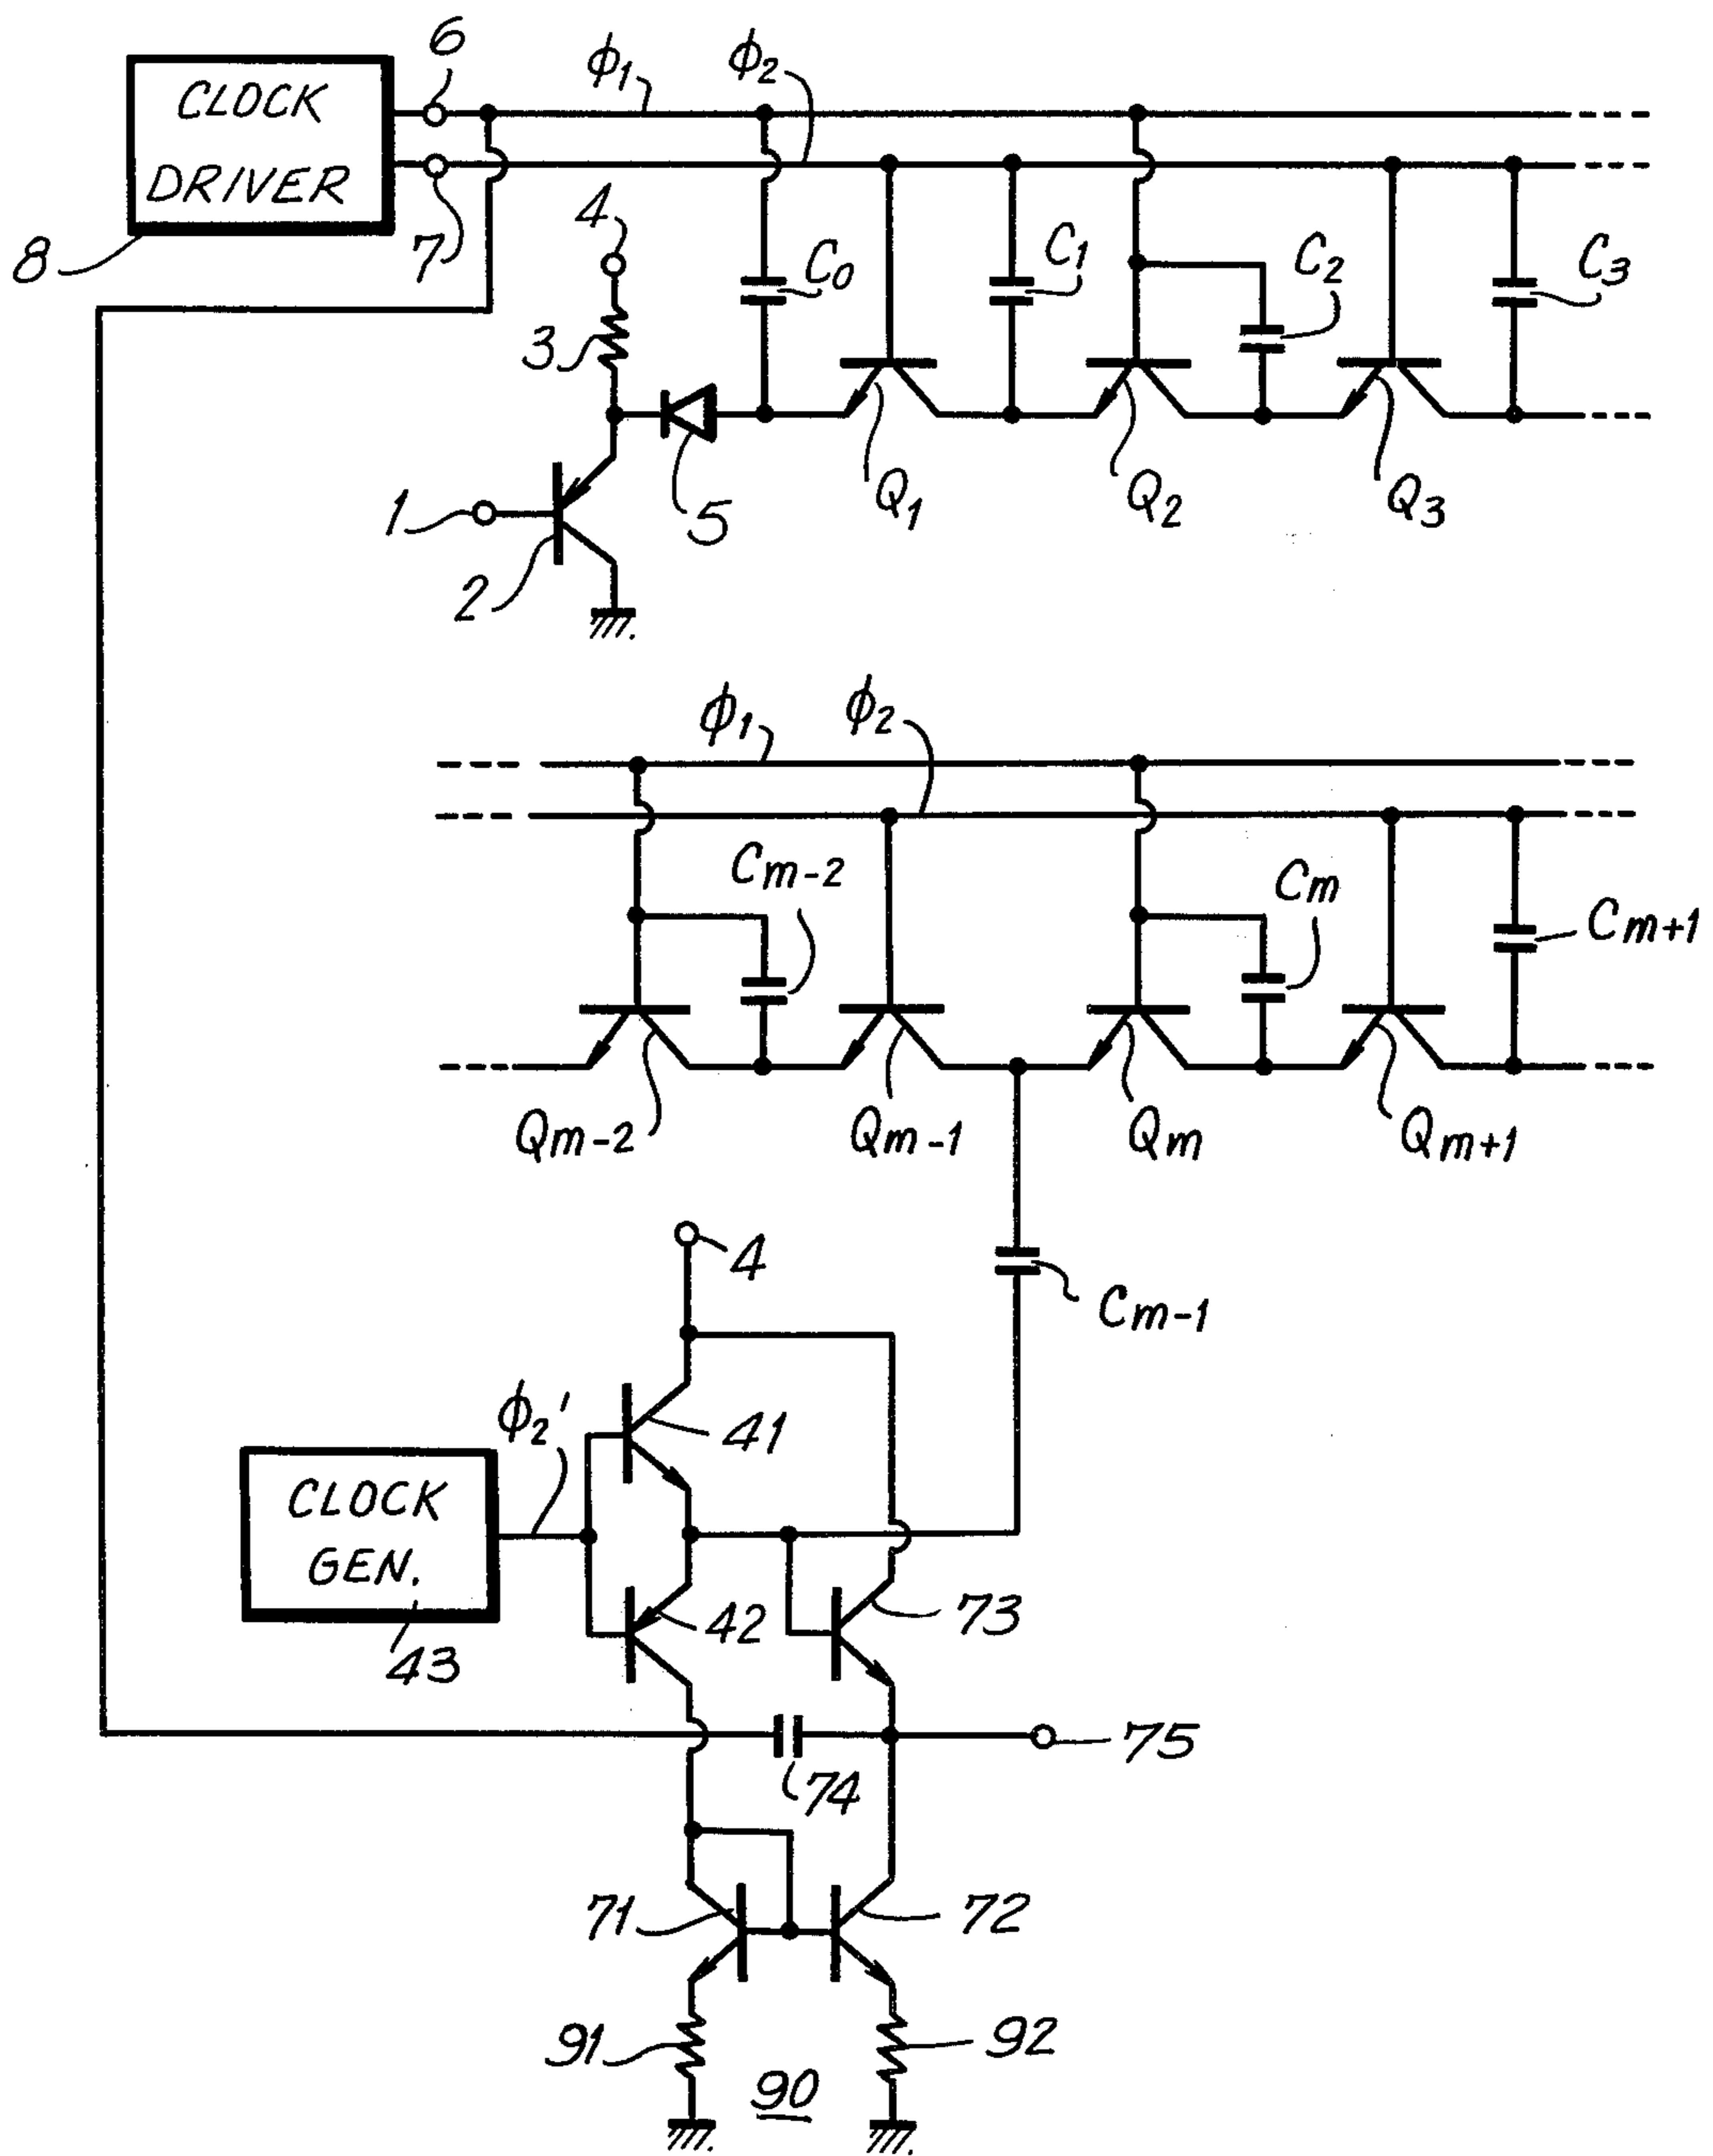 6
ϕ1
ϕ2
CLOCK
DRIVER
8
7
4
C0
C1
C2
C3
3
1
2
5
Q1
Q2
Q3
ϕ1
ϕ2
Cm-2
Cm
Cm+1
Qm-2
Qm-1
Qm
Qm+1
4
Cm-1
ϕ2'
41
CLOCK
GEN.
43
42
73
74
75
71
72
91
92
90